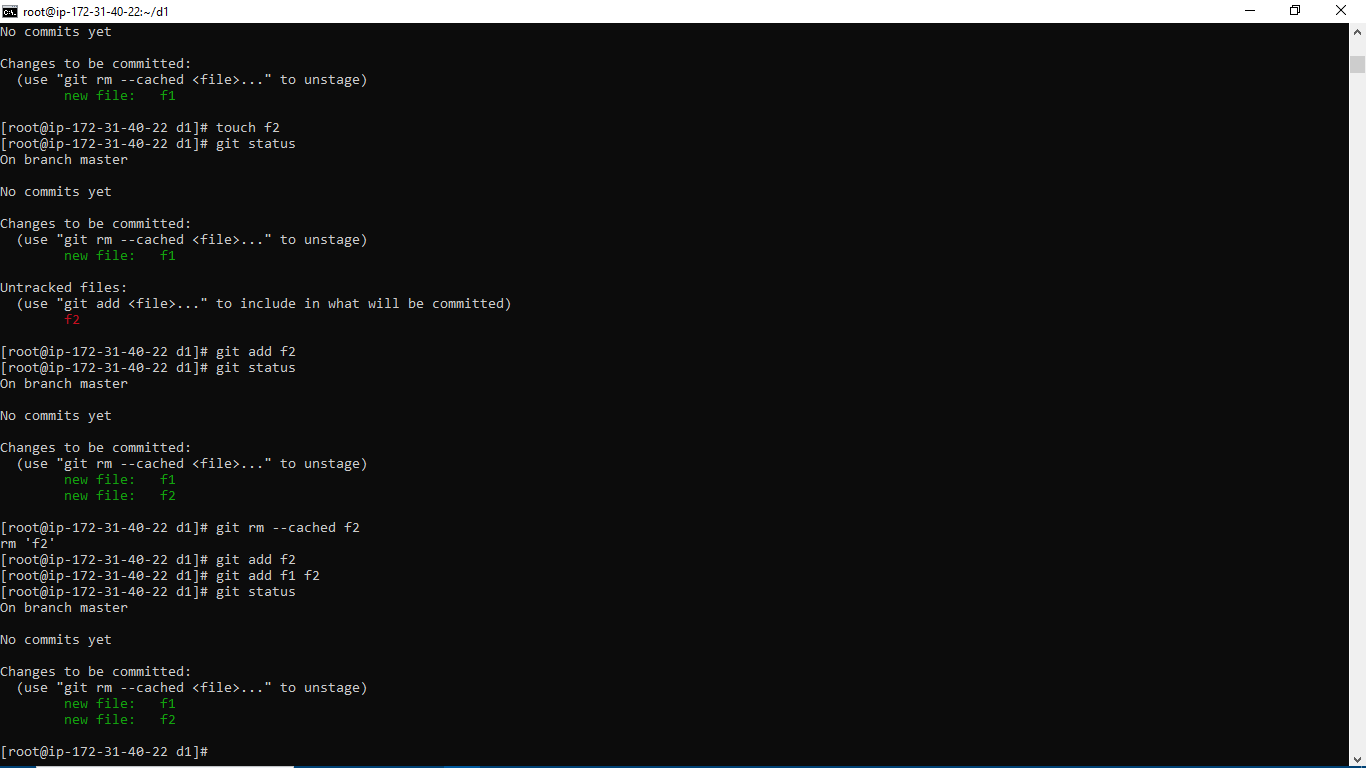 root@ip-172-31-40-22:~/d1
No commits yet
Changes to be committed:
  (use "git rm --cached <file>..." to unstage)
        new file:   f1
[root@ip-172-31-40-22 d1]# touch f2
[root@ip-172-31-40-22 d1]# git status
On branch master
No commits yet
Changes to be committed:
  (use "git rm --cached <file>..." to unstage)
        new file:   f1
Untracked files:
  (use "git add <file>..." to include in what will be committed)
        f2
[root@ip-172-31-40-22 d1]# git add f2
[root@ip-172-31-40-22 d1]# git status
On branch master
No commits yet
Changes to be committed:
  (use "git rm --cached <file>..." to unstage)
        new file:   f1
        new file:   f2
[root@ip-172-31-40-22 d1]# git rm --cached f2
rm 'f2'
[root@ip-172-31-40-22 d1]# git add f2
[root@ip-172-31-40-22 d1]# git add f1 f2
[root@ip-172-31-40-22 d1]# git status
On branch master
No commits yet
Changes to be committed:
  (use "git rm --cached <file>..." to unstage)
        new file:   f1
        new file:   f2
[root@ip-172-31-40-22 d1]#